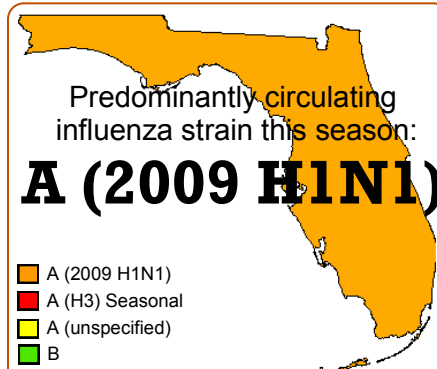 Predominantly circulating
influenza strain this season:
A (2009 H1N1)
A (2009 H1N1)
A (H3) Seasonal
A (unspecified)
B